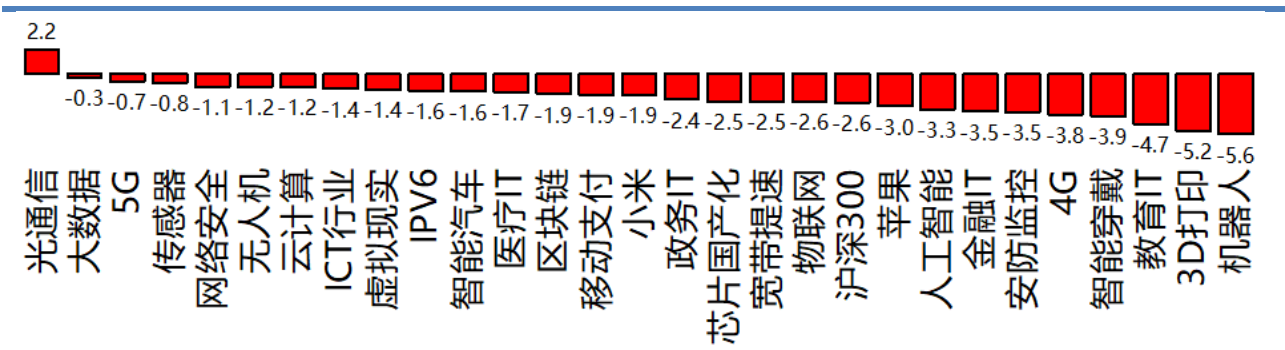 2.2
-0.3 -0.7 -0.8 -1.1 -1.2 -1.2 -1.4 -1.4 -1.6 -1.6 -1.7 -1.9 -1.9 -1.9 -2.4 -2.5 -2.5 -2.6 -2.6 -3.0 -3.3 -3.5 -3.5 -3.8 -3.9 -4.7 -5.2 -5.6
光通信
大数据
5G
传感器
网络安全
无人机
云计算
ICT行业
虚拟现实
IPV6
智能汽车
医疗IT
区块链
移动支付
小米
政务IT
芯片国产化
宽带提速
物联网
沪深300
苹果
人工智能
金融IT
安防监控
4G
智能穿戴
教育IT
3D打印
机器人